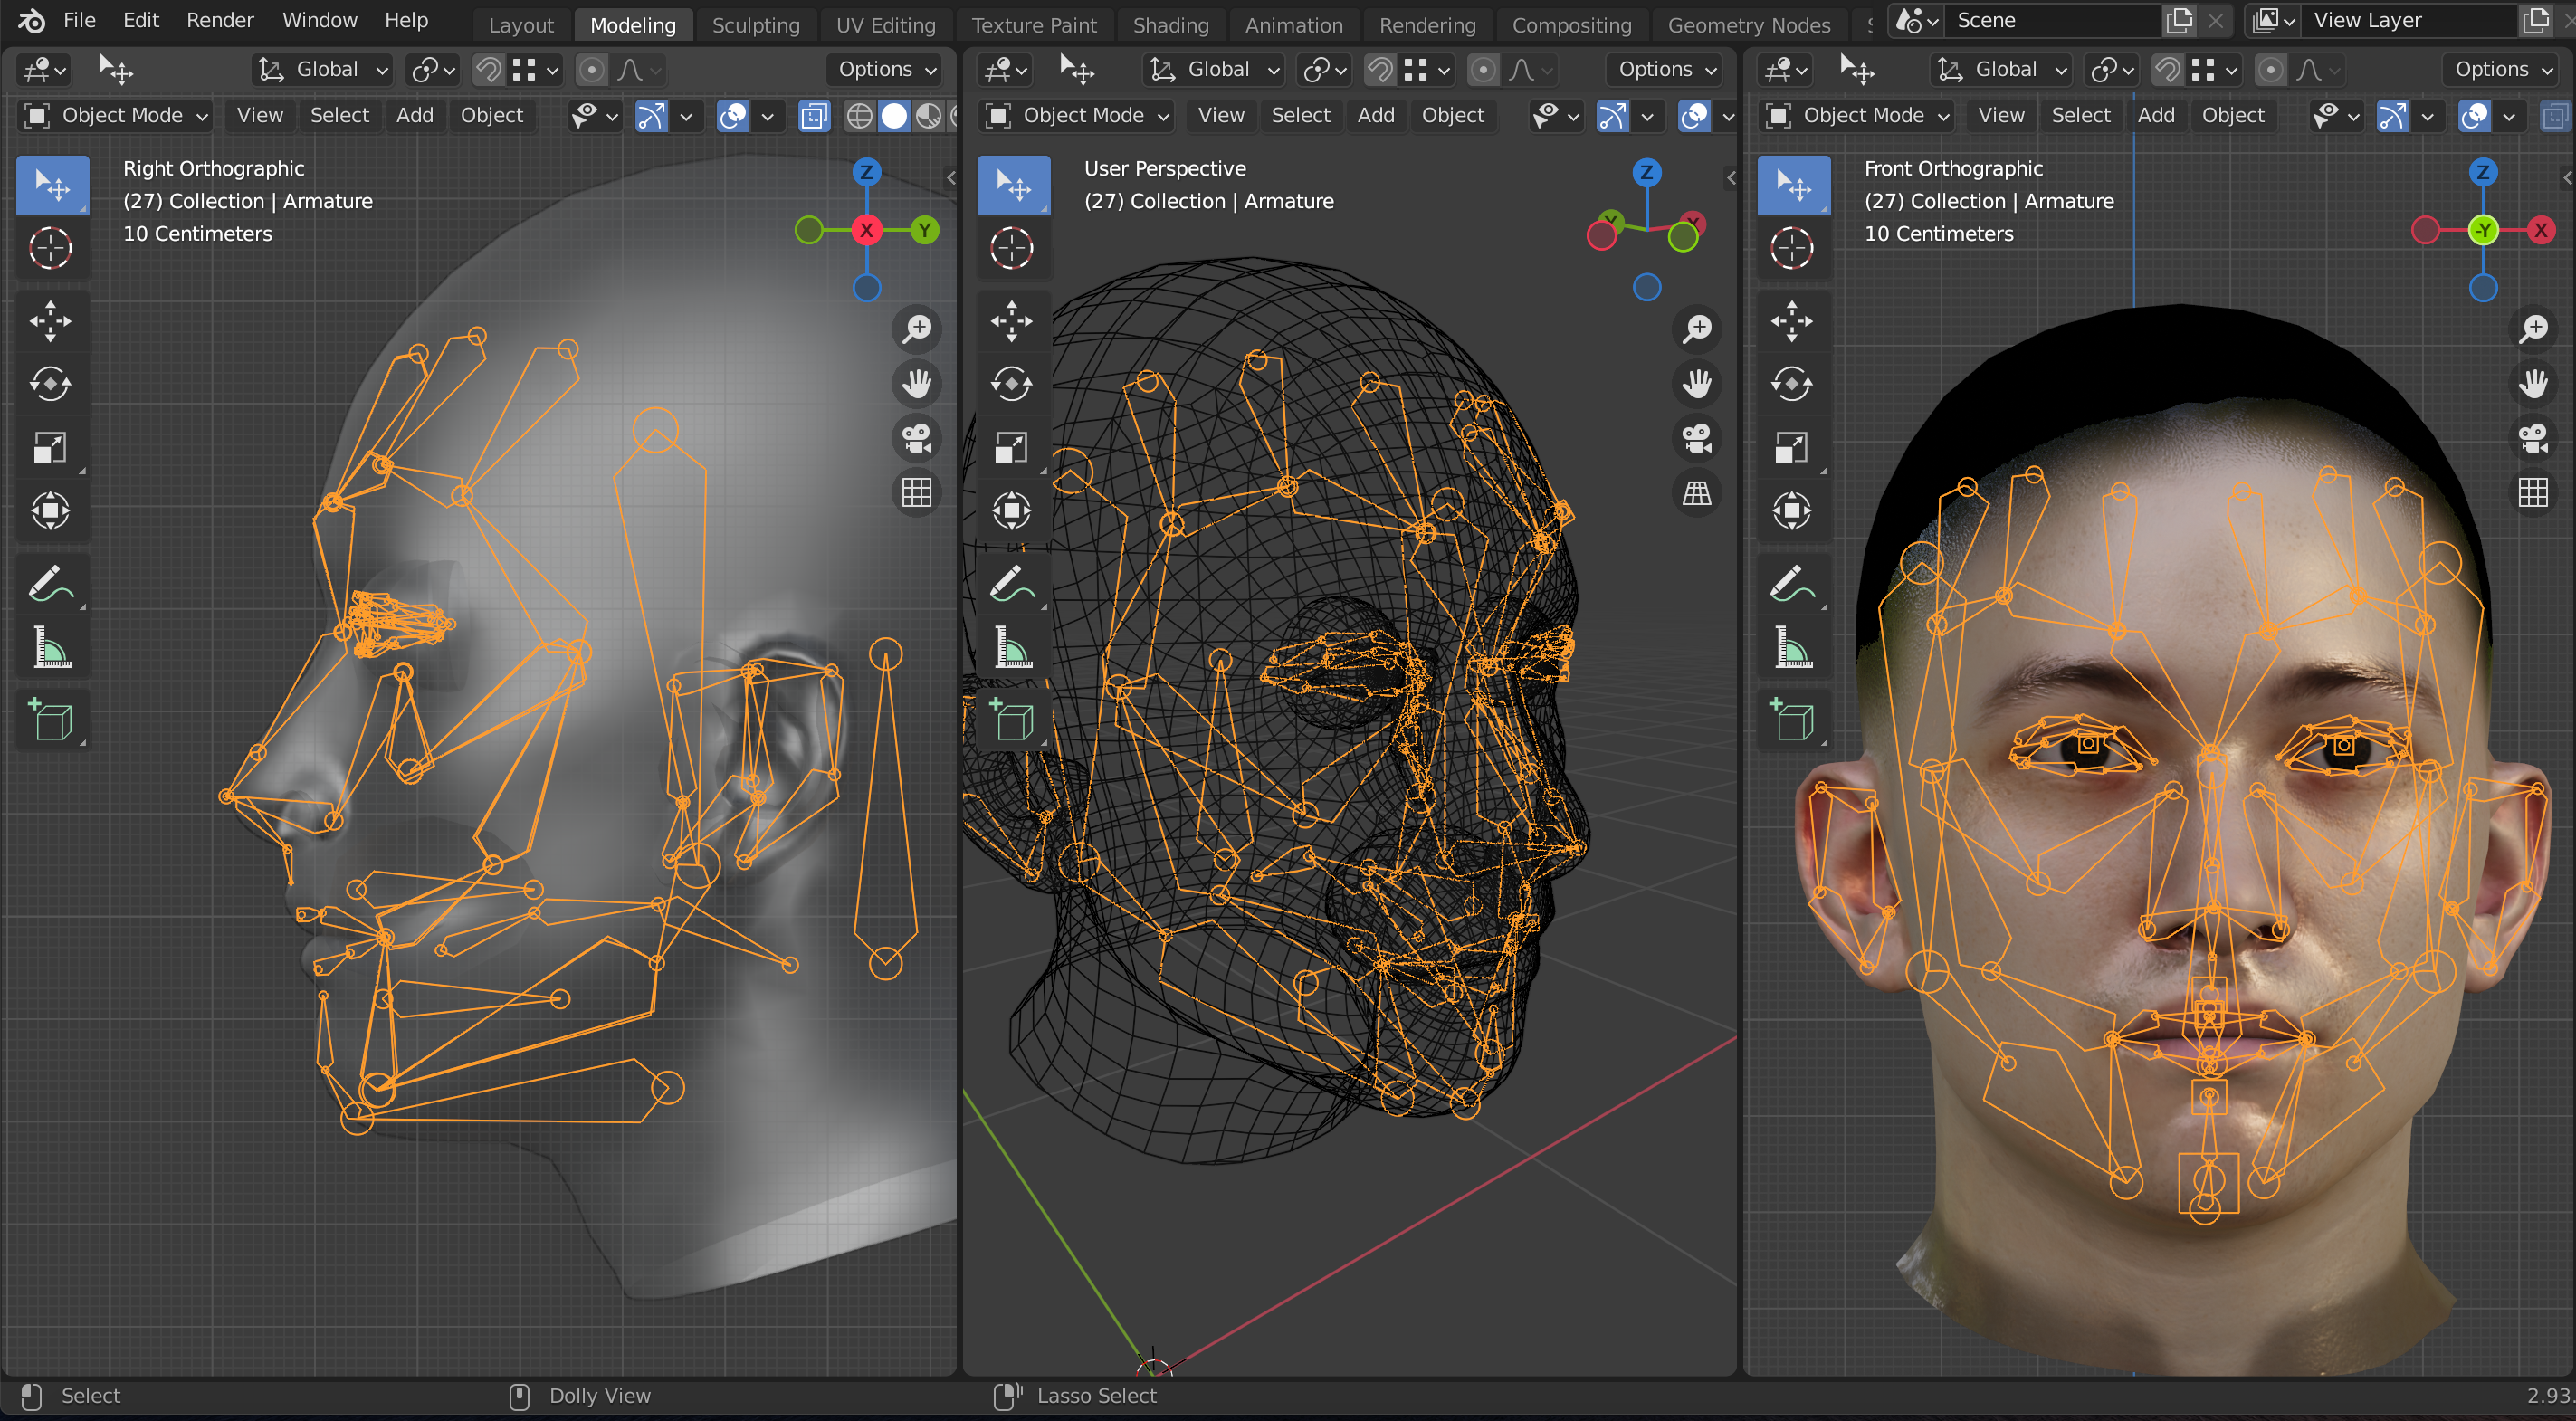 File Edit Render Window Help Layout Modeling Sculpting UV Editing Texture Paint Shading Animation Rendering Compositing Geometry Nodes Scene View Layer
Global Options
Object Mode View Select Add Object
Right Orthographic
(27) Collection | Armature
10 Centimeters
Z
X
Y
Global Options
Object Mode View Select Add Object
User Perspective
(27) Collection | Armature
Z
Y
X
Global Options
Object Mode View Select Add Object
Front Orthographic
(27) Collection | Armature
10 Centimeters
Z
-Y
X
Select Dolly View Lasso Select 2.93.